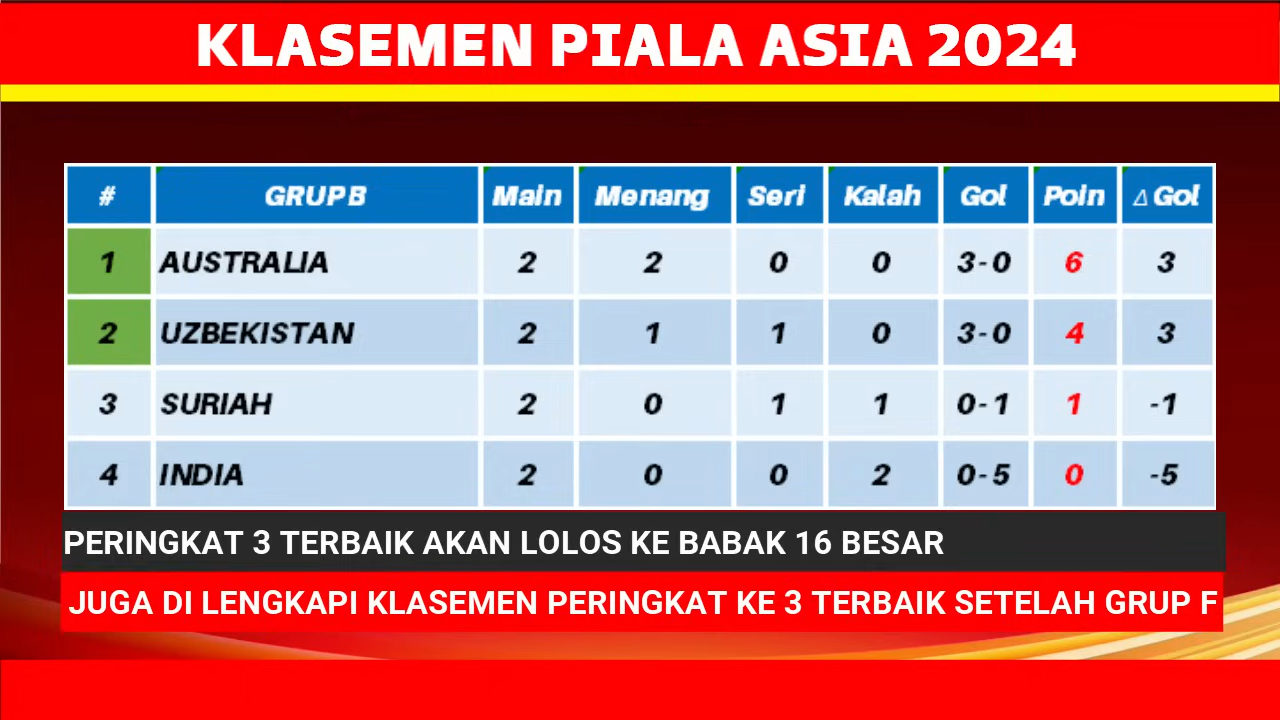 KLASEMEN PIALA ASIA 2024
# GRUP B Main Menang Seri Kalah Gol Poin Δ Gol
1 AUSTRALIA 2 2 0 0 3-0 6 3
2 UZBEKISTAN 2 1 1 0 3-0 4 3
3 SURIAH 2 0 1 1 0-1 1 -1
4 INDIA 2 0 0 2 0-5 0 -5
PERINGKAT 3 TERBAIK AKAN LOLOS KE BABAK 16 BESAR
JUGA DI LENGKAPI KLASEMEN PERINGKAT KE 3 TERBAIK SETELAH GRUP F